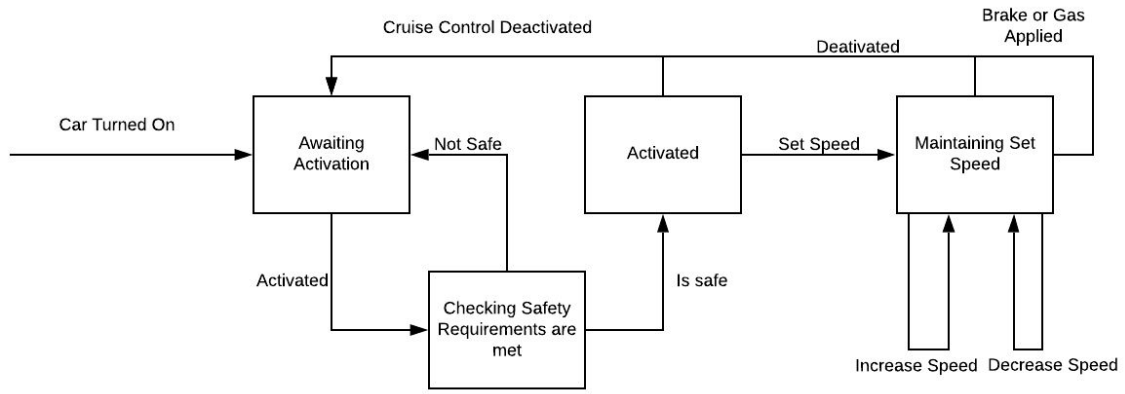 Brake or Gas
Applied
Cruise Control Deactivated
Deativated
Car Turned On
Awaiting
Activation
Not Safe
Activated
Set Speed
Maintaining Set
Speed
Activated
Is safe
Checking Safety
Requirements are
met
Increase Speed
Decrease Speed